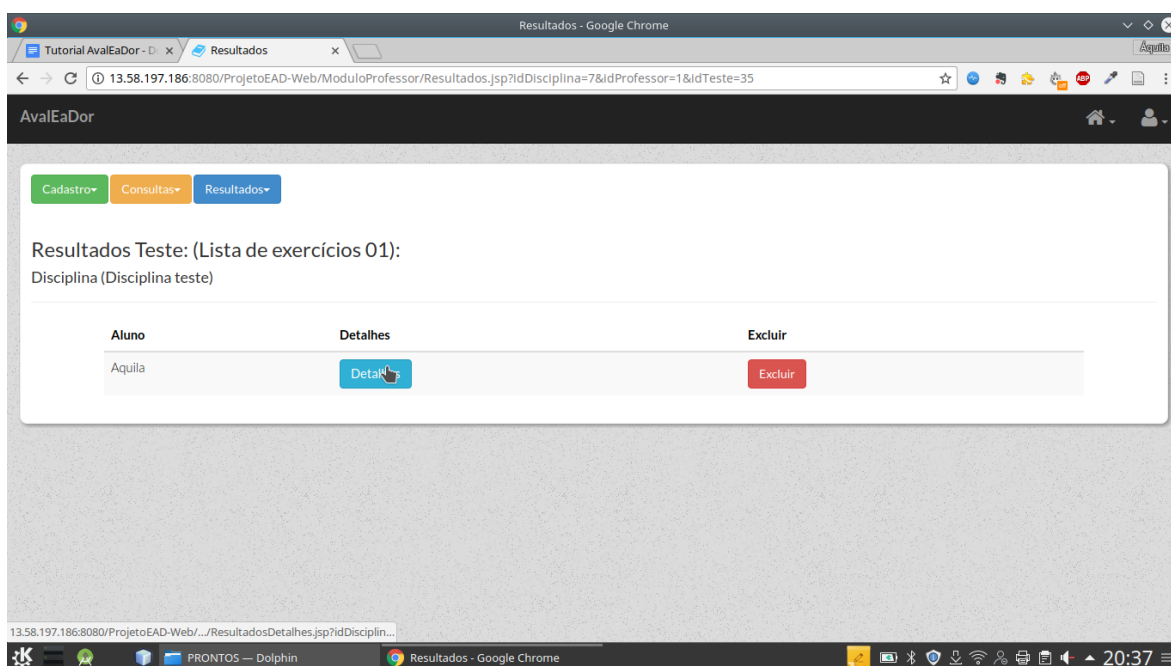 Resultados - Google Chrome
Tutorial AvalEaDor - D
Resultados
Áquila
13.58.197.186:8080/ProjetoEAD-Web/ModuloProfessor/Resultados.jsp?idDisciplina=7&idProfessor=1&idTeste=35
off
ABP
AvalEaDor
Cadastro
Consultas
Resultados
Resultados Teste: (Lista de exercícios 01):
Disciplina (Disciplina teste)
Aluno Detalhes Excluir
Aquila Detalhes Excluir
13.58.197.186:8080/ProjetoEAD-Web/.../ResultadosDetalhes.jsp?idDisciplin...
PRONTOS — Dolphin
Resultados - Google Chrome
20:37